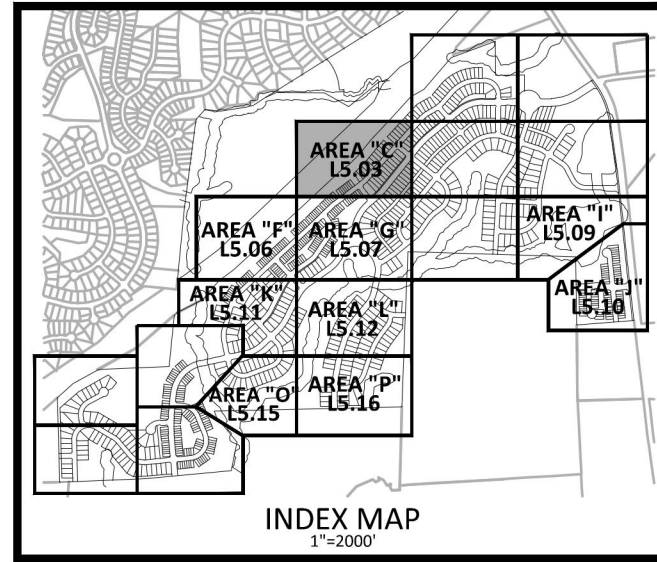 AREA "C"
L5.03
AREA "F"
L5.06
AREA "G"
L5.07
AREA "I"
L5.09
AREA "K"
L5.11
AREA "L"
L5.12
AREA "J"
L5.10
AREA "O"
L5.15
AREA "P"
L5.16
INDEX MAP
1"=2000'